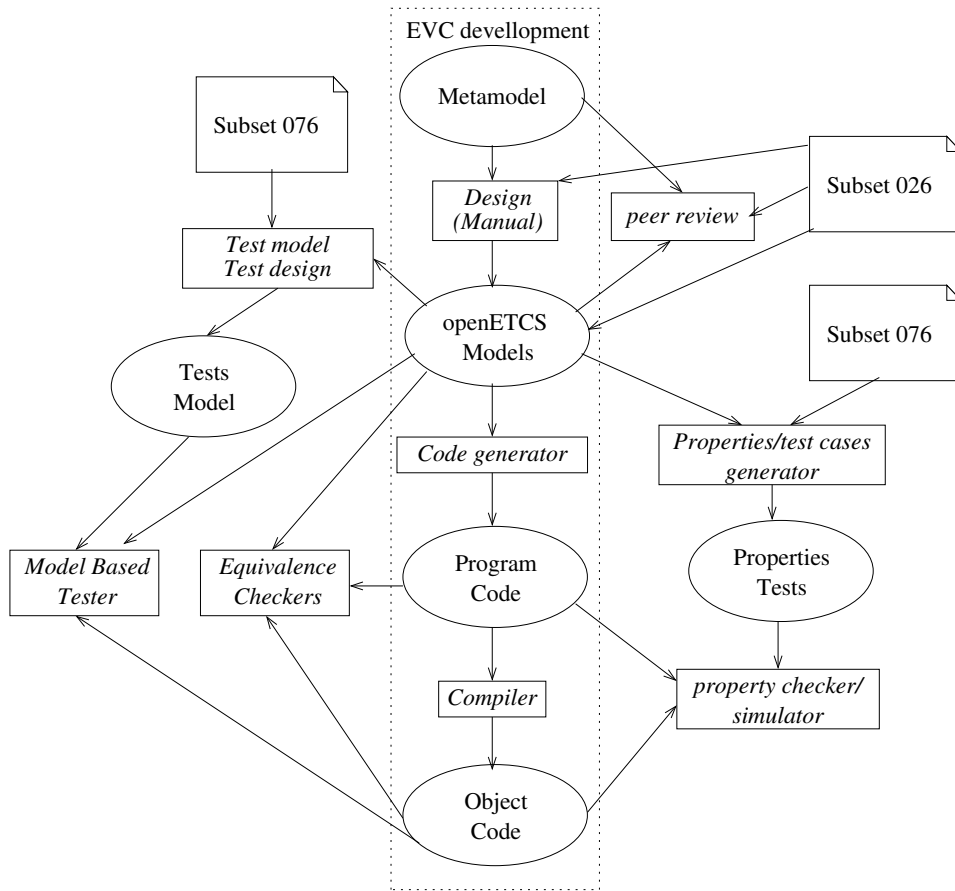 EVC devellopment
Metamodel
Subset 076
Subset 026
Design
(Manual)
peer review
Test model
Test design
openETCS
Models
Subset 076
Tests
Model
Code generator
Properties/test cases
generator
Model Based
Tester
Equivalence
Checkers
Program
Code
Properties
Tests
Compiler
property checker/
simulator
Object
Code